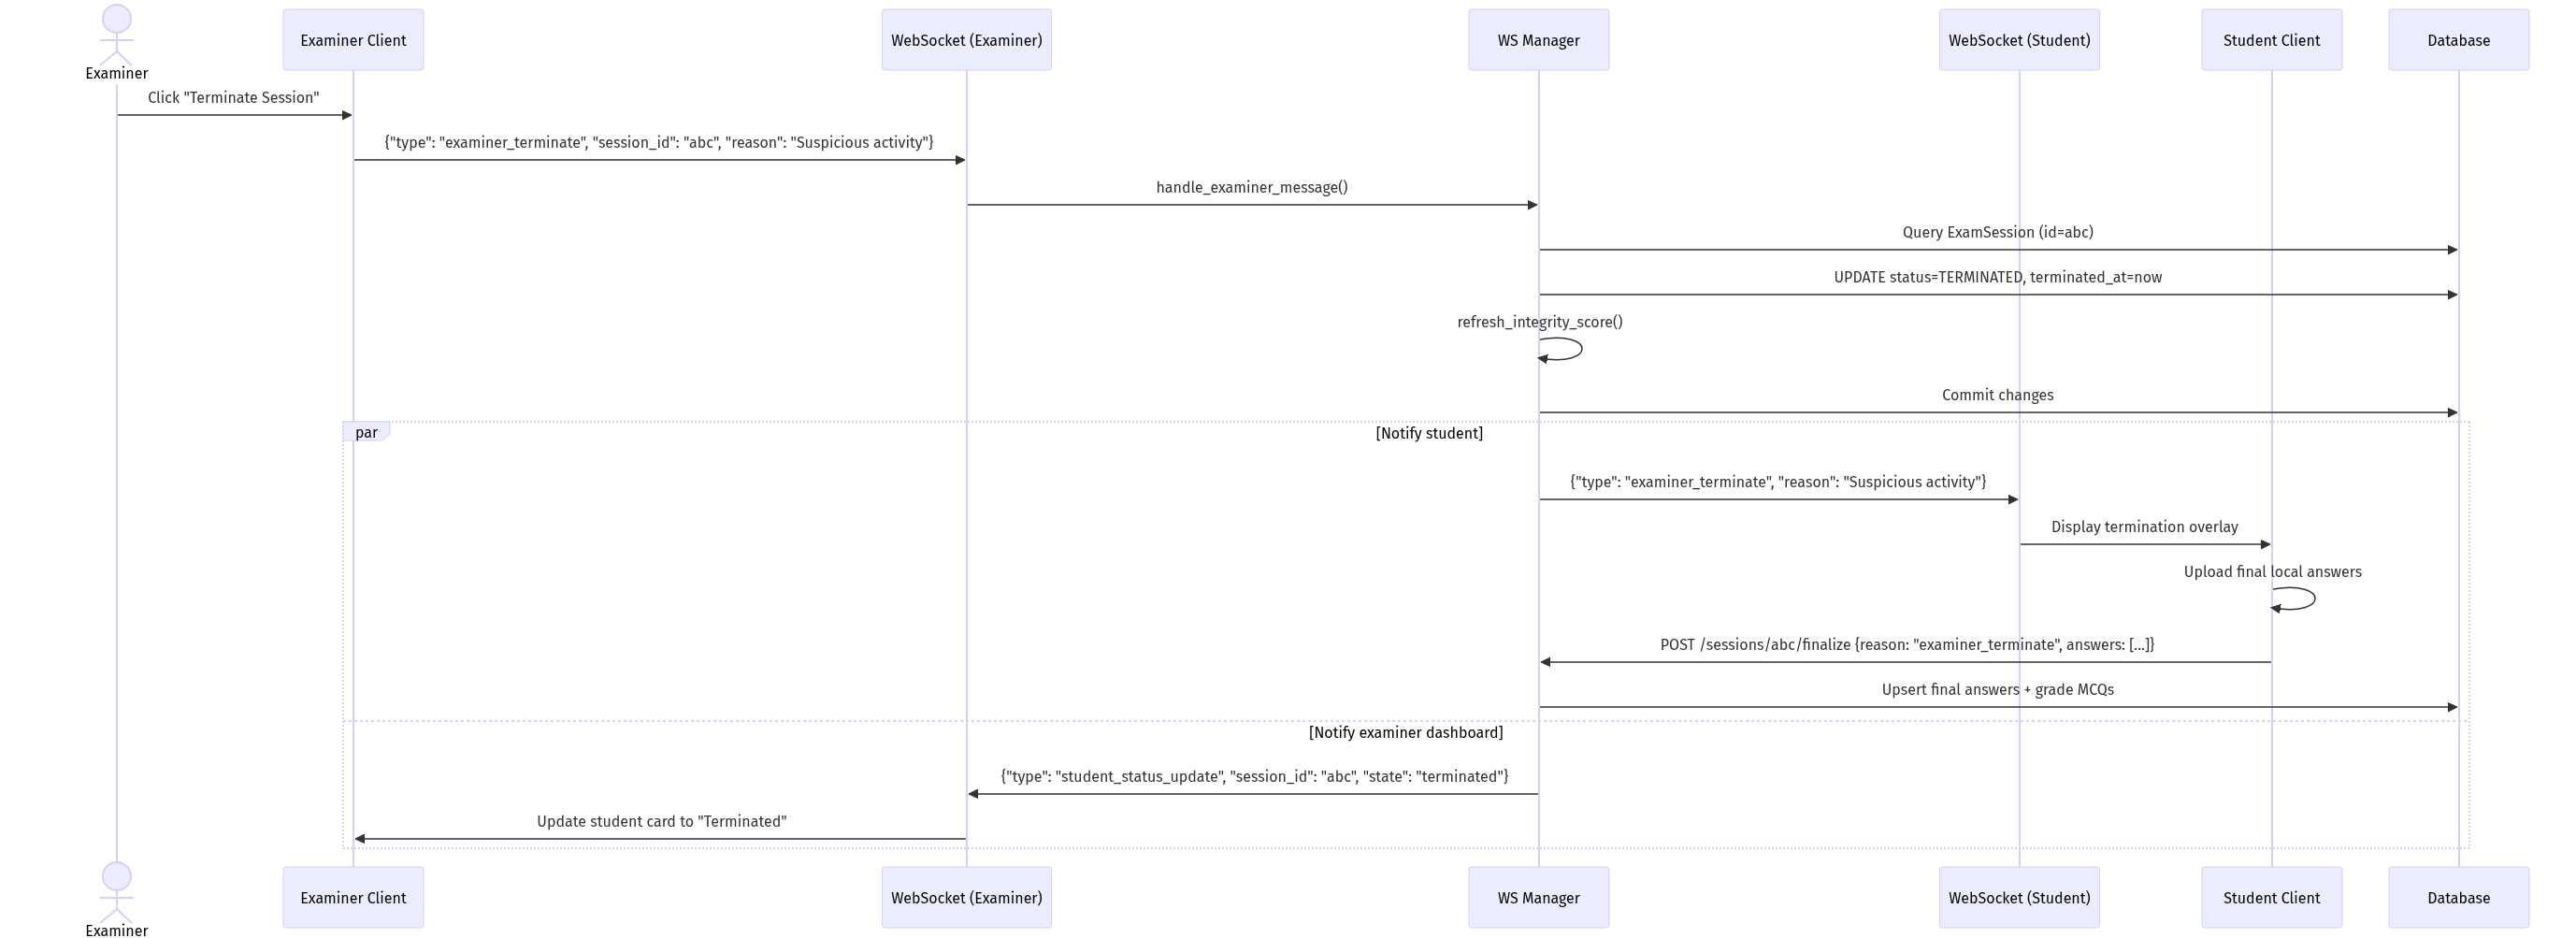 Examiner
Examiner Client
WebSocket (Examiner)
WS Manager
WebSocket (Student)
Student Client
Database
Click "Terminate Session"
{"type": "examiner_terminate", "session_id": "abc", "reason": "Suspicious activity"}
handle_examiner_message()
Query ExamSession (id=abc)
UPDATE status=TERMINATED, terminated_at=now
refresh_integrity_score()
Commit changes
par
[Notify student]
{"type": "examiner_terminate", "reason": "Suspicious activity"}
Display termination overlay
Upload final local answers
POST /sessions/abc/finalize {reason: "examiner_terminate", answers: [...]}
Upsert final answers + grade MCQs
[Notify examiner dashboard]
{"type": "student_status_update", "session_id": "abc", "state": "terminated"}
Update student card to "Terminated"
Examiner
Examiner Client
WebSocket (Examiner)
WS Manager
WebSocket (Student)
Student Client
Database